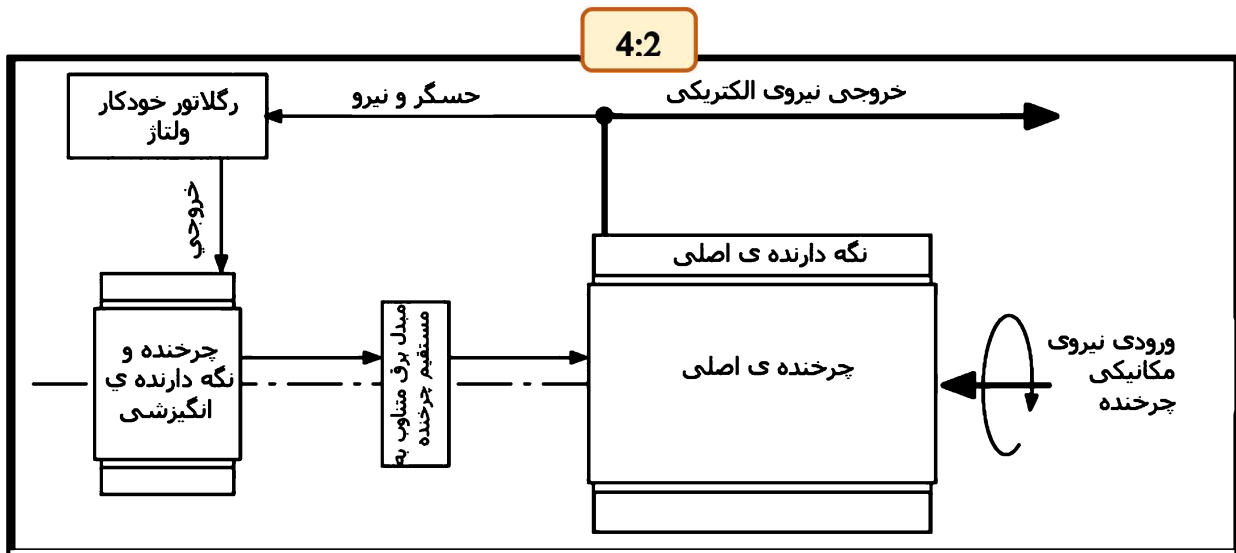 4:2
رگلاتور خودکار
ولتاژ
حسگر و نیرو
خروجی نیروی الکتریکی
خروجي
نگه دارنده ی اصلی
چرخنده و
نگه دارنده ي
انگیزشی
مبدل برق متناوب به
مستقیم چرخنده
چرخنده ی اصلی
ورودی نیروی
مکانیکی
چرخنده